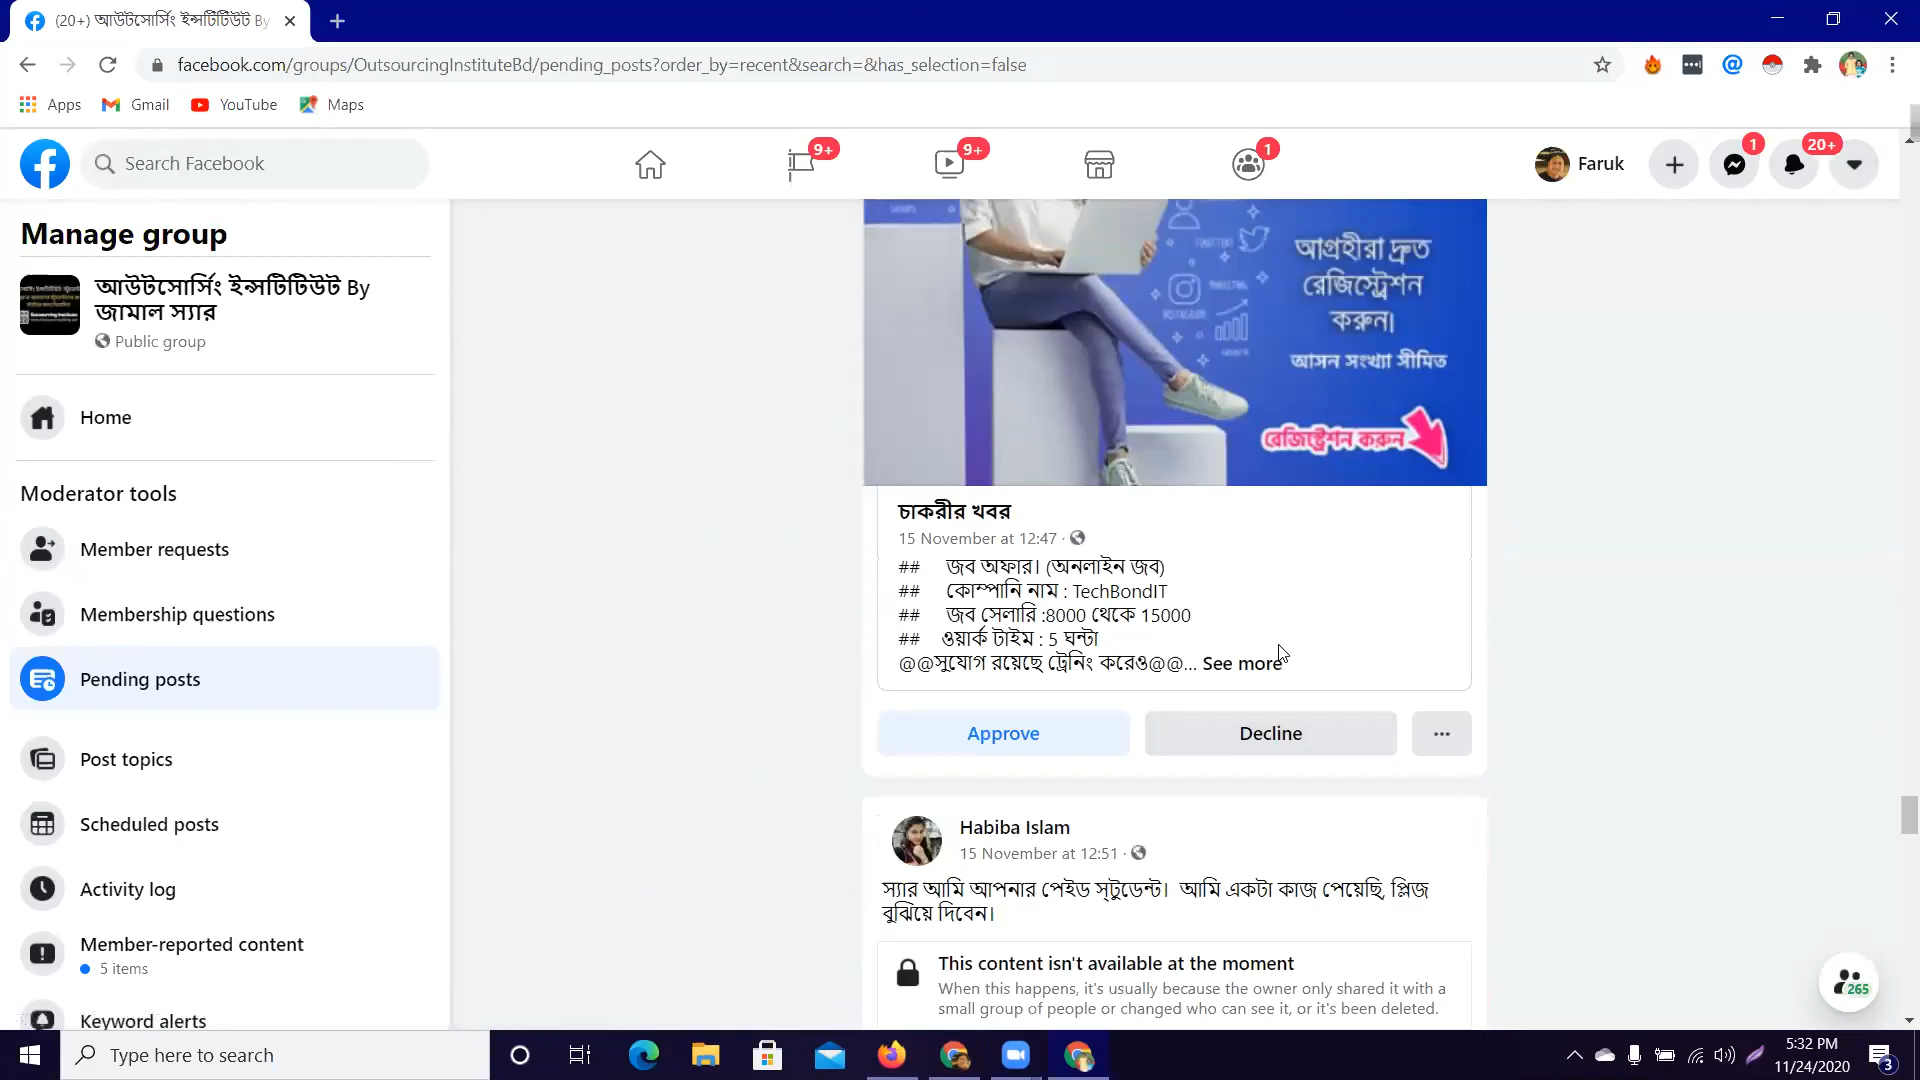 (20+) আউটসোর্সিং ইন্সটিটিউট By
facebook.com/groups/OutsourcingInstituteBd/pending_posts?order_by=recent&search=&has_selection=false
Apps
Gmail
YouTube
Maps
Search Facebook
9+
9+
1
Faruk
1
20+
Manage group
আউটসোর্সিং ইন্সটিটিউট By
জামাল স্যার
Public group
Home
Moderator tools
Member requests
Membership questions
Pending posts
Post topics
Scheduled posts
Activity log
Member-reported content
5 items
Keyword alerts
আগ্রহীরা দ্রুত
রেজিস্ট্রেশন
করুন।
আসন সংখ্যা সীমিত
রেজিষ্ট্রেশন করুন
চাকরীর খবর
15 November at 12:47 ·
## জব অফার। (অনলাইন জব)
## কোম্পানি নাম : TechBondIT
## জব সেলারি :8000 থেকে 15000
## ওয়ার্ক টাইম : 5 ঘন্টা
@@সুযোগ রয়েছে ট্রেনিং করেও@@... See more
Approve
Decline
Habiba Islam
15 November at 12:51 ·
স্যার আমি আপনার পেইড স্টুডেন্ট। আমি একটা কাজ পেয়েছি, প্লিজ
বুঝিয়ে দিবেন।
This content isn't available at the moment
When this happens, it's usually because the owner only shared it with a
small group of people or changed who can see it, or it's been deleted.
265
Type here to search
5:32 PM
11/24/2020
3